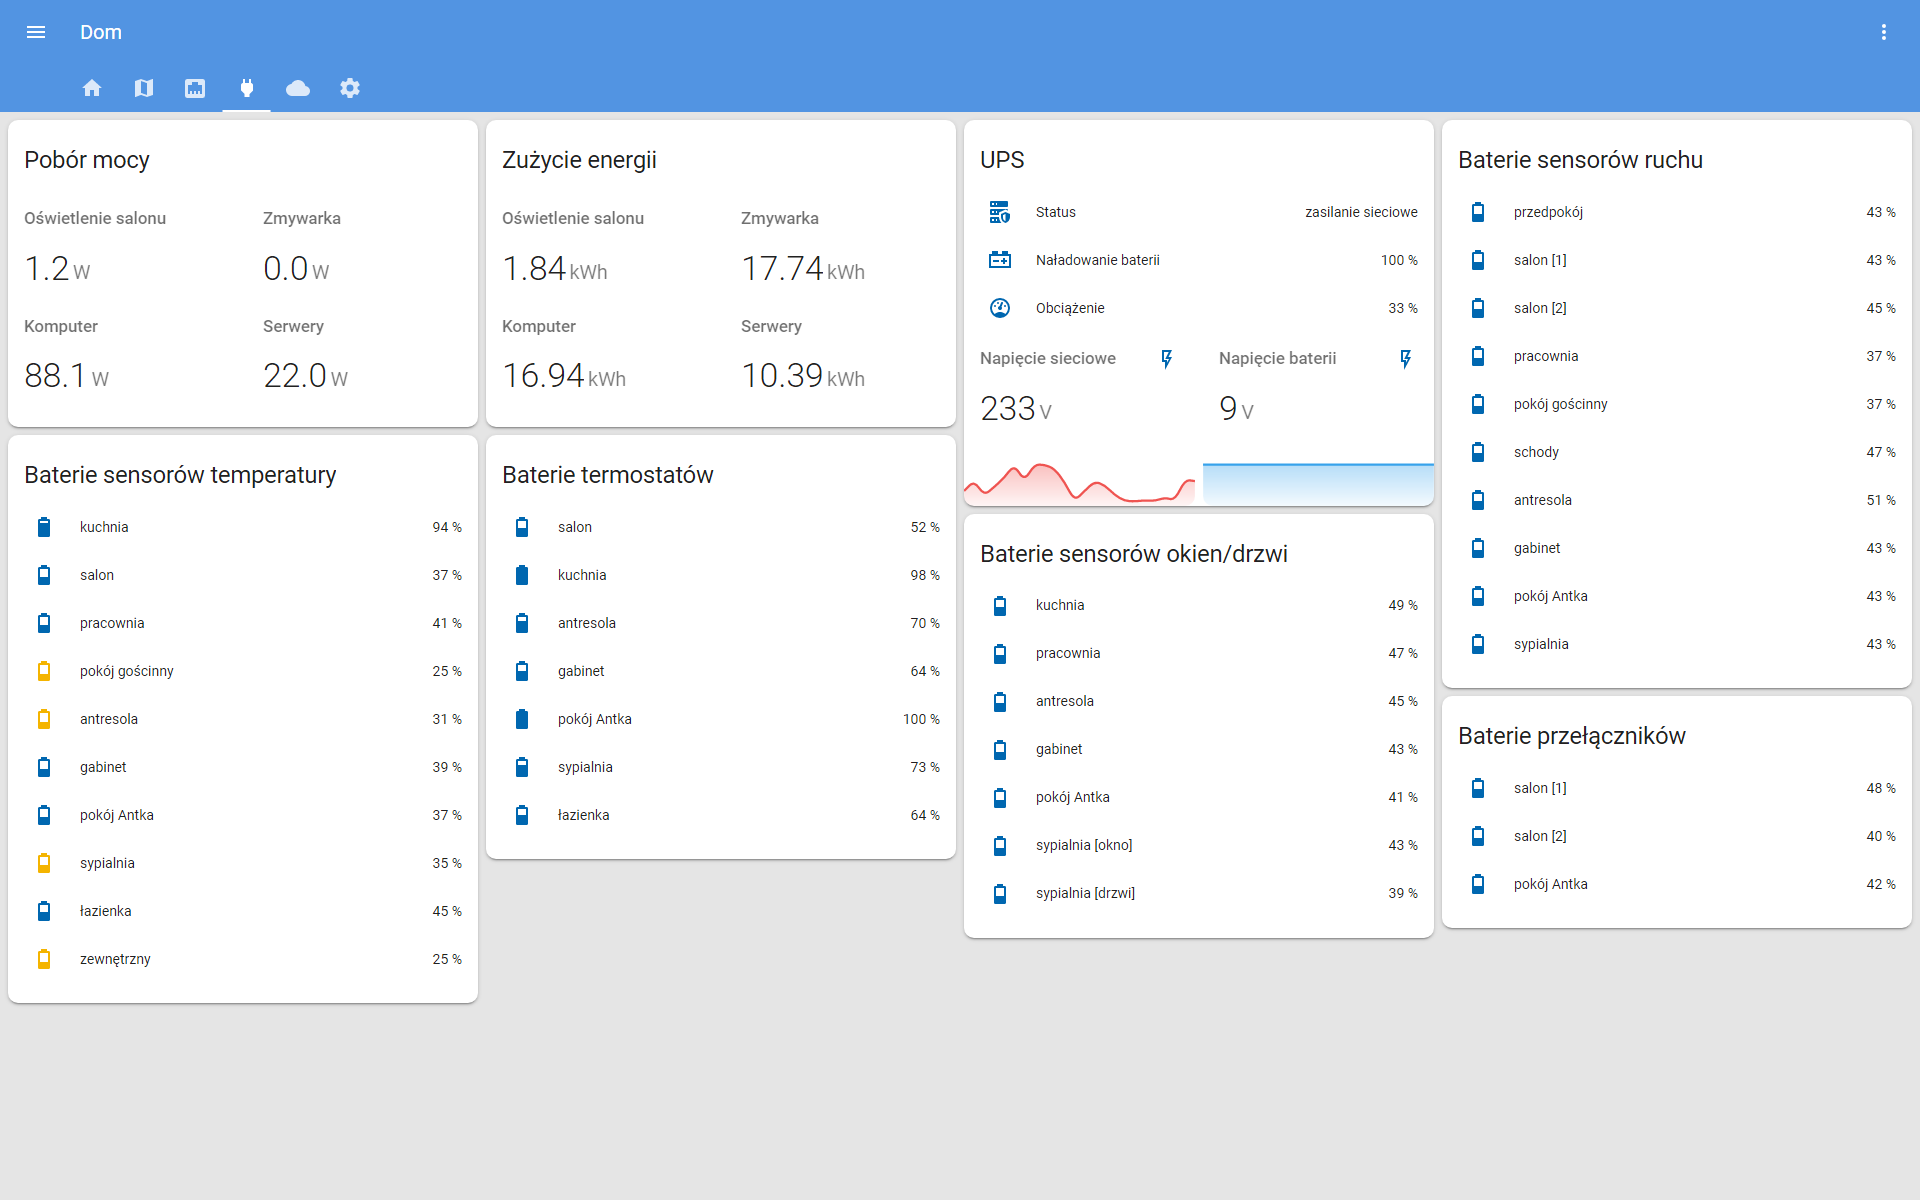 Dom
Pobór mocy
Oświetlenie salonu Zmywarka
1.2 W 0.0 W
Komputer Serwery
88.1 W 22.0 W
Baterie sensorów temperatury
kuchnia 94 %
salon 37 %
pracownia 41 %
pokój gościnny 25 %
antresola 31 %
gabinet 39 %
pokój Antka 37 %
sypialnia 35 %
łazienka 45 %
zewnętrzny 25 %
Zużycie energii
Oświetlenie salonu Zmywarka
1.84 kWh 17.74 kWh
Komputer Serwery
16.94 kWh 10.39 kWh
Baterie termostatów
salon 52 %
kuchnia 98 %
antresola 70 %
gabinet 64 %
pokój Antka 100 %
sypialnia 73 %
łazienka 64 %
UPS
Status zasilanie sieciowe
Naładowanie baterii 100 %
Obciążenie 33 %
Napięcie sieciowe Napięcie baterii
233 V 9 V
Baterie sensorów okien/drzwi
kuchnia 49 %
pracownia 47 %
antresola 45 %
gabinet 43 %
pokój Antka 41 %
sypialnia [okno] 43 %
sypialnia [drzwi] 39 %
Baterie sensorów ruchu
przedpokój 43 %
salon [1] 43 %
salon [2] 45 %
pracownia 37 %
pokój gościnny 37 %
schody 47 %
antresola 51 %
gabinet 43 %
pokój Antka 43 %
sypialnia 43 %
Baterie przełączników
salon [1] 48 %
salon [2] 40 %
pokój Antka 42 %